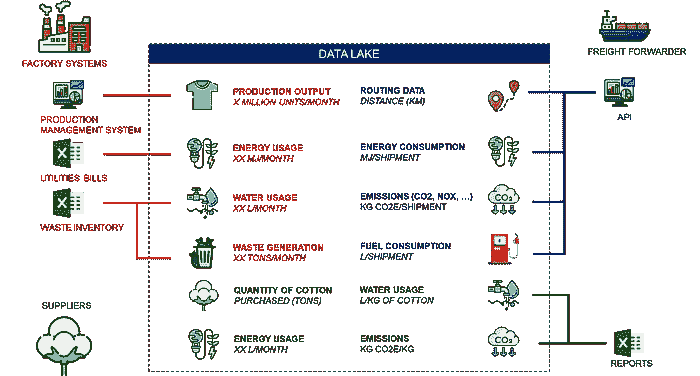 DATA LAKE
FACTORY SYSTEMS
FREIGHT FORWARDER
PRODUCTION OUTPUT
X MILLION UNITS/MONTH
ROUTING DATA
DISTANCE (KM)
PRODUCTION
MANAGEMENT SYSTEM
API
ENERGY USAGE
XX MJ/MONTH
ENERGY CONSUMPTION
MJ/SHIPMENT
UTILITIES BILLS
WATER USAGE
XX L/MONTH
EMISSIONS (CO2, NOX, ...)
KG CO2E/SHIPMENT
CO₂
WASTE INVENTORY
WASTE GENERATION
XX TONS/MONTH
FUEL CONSUMPTION
L/SHIPMENT
SUPPLIERS
QUANTITY OF COTTON
PURCHASED (TONS)
WATER USAGE
L/KG OF COTTON
ENERGY USAGE
XX L/MONTH
EMISSIONS
KG CO2E/KG
CO₂
REPORTS